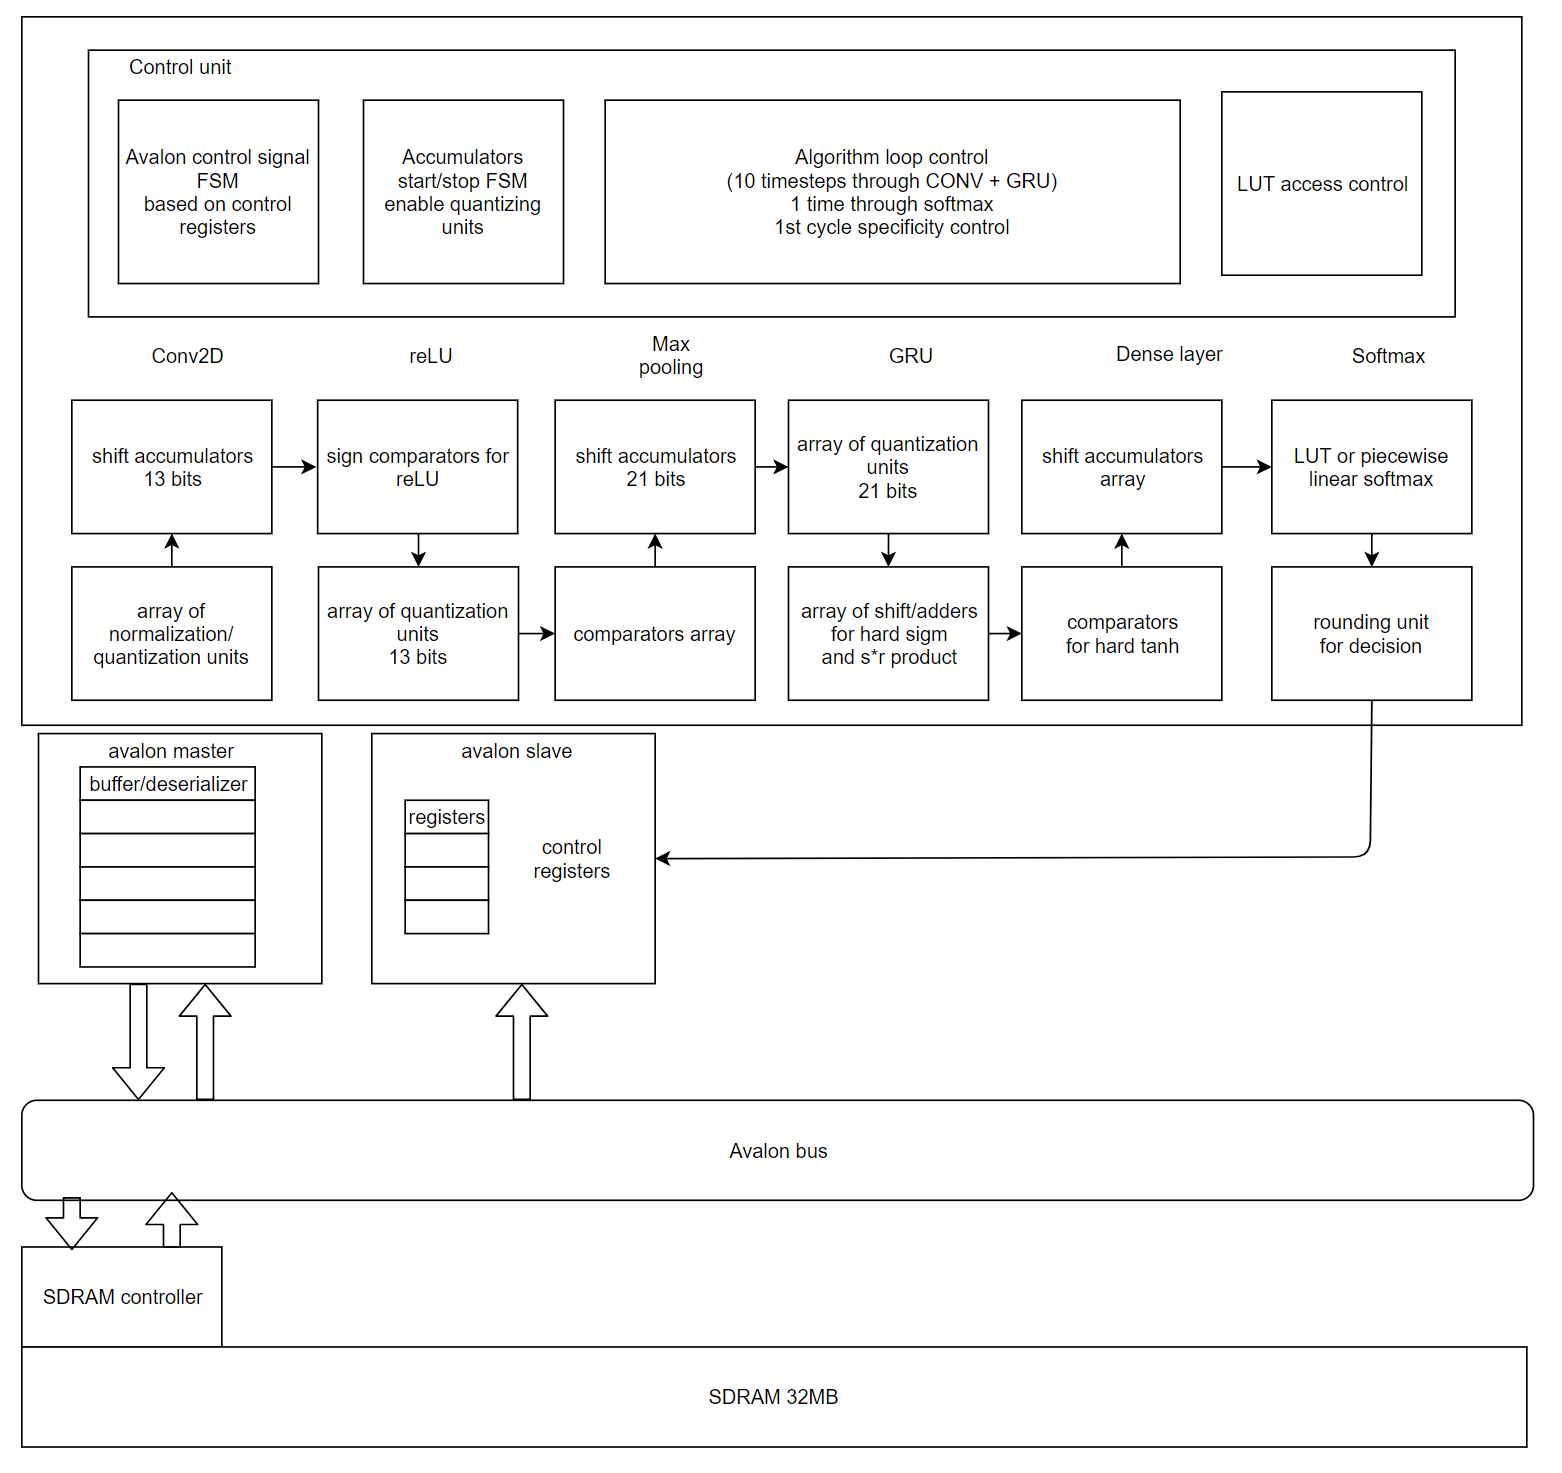 Control unit
Avalon control signal
FSM
based on control
registers
Accumulators
start/stop FSM
enable quantizing
units
Algorithm loop control
(10 timesteps through CONV + GRU)
1 time through softmax
1st cycle specificity control
LUT access control
Conv2D
reLU
Max
pooling
GRU
Dense layer
Softmax
shift accumulators
13 bits
sign comparators for
reLU
shift accumulators
21 bits
array of quantization
units
21 bits
shift accumulators
array
LUT or piecewise
linear softmax
array of
normalization/
quantization units
array of quantization
units
13 bits
comparators array
array of shift/adders
for hard sigm
and s*r product
comparators
for hard tanh
rounding unit
for decision
avalon master
buffer/deserializer
avalon slave
registers
control
registers
Avalon bus
SDRAM controller
SDRAM 32MB